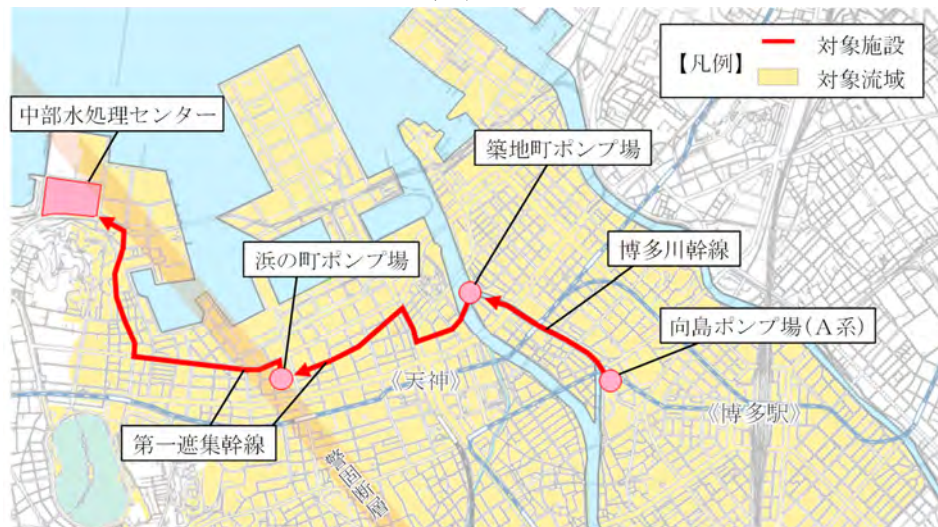 【凡例】
対象施設
対象流域
中部水処理センター
築地町ポンプ場
浜の町ポンプ場
博多川幹線
向島ポンプ場(A系)
《天神》
《博多駅》
第一遮集幹線
警固断層